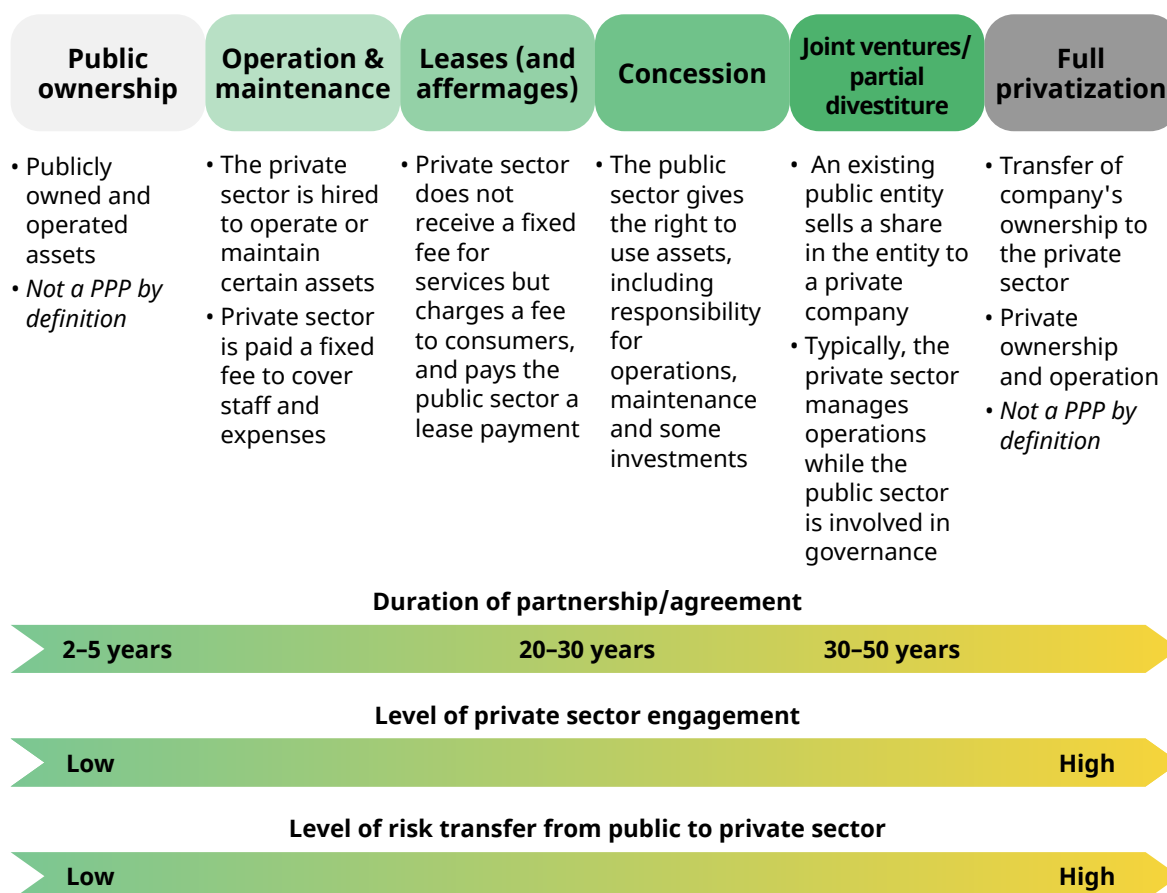 Public
ownership
Operation &
maintenance
Leases (and
affermages)
Concession
Joint ventures/
partial
divestiture
Full
privatization
• Publicly
owned and
operated
assets
• Not a PPP by
definition
• The private
sector is hired
to operate or
maintain
certain assets
• Private sector
is paid a fixed
fee to cover
staff and
expenses
• Private sector
does not
receive a fixed
fee for
services but
charges a fee
to consumers,
and pays the
public sector a
lease payment
• The public
sector gives
the right to
use assets,
including
responsibility
for
operations,
maintenance
and some
investments
• An existing
public entity
sells a share
in the entity to
a private
company
• Typically, the
private sector
manages
operations
while the
public sector
is involved in
governance
• Transfer of
company's
ownership to
the private
sector
• Private
ownership
and operation
• Not a PPP by
definition
Duration of partnership/agreement
2–5 years 20–30 years 30–50 years
Level of private sector engagement
Low High
Level of risk transfer from public to private sector
Low High